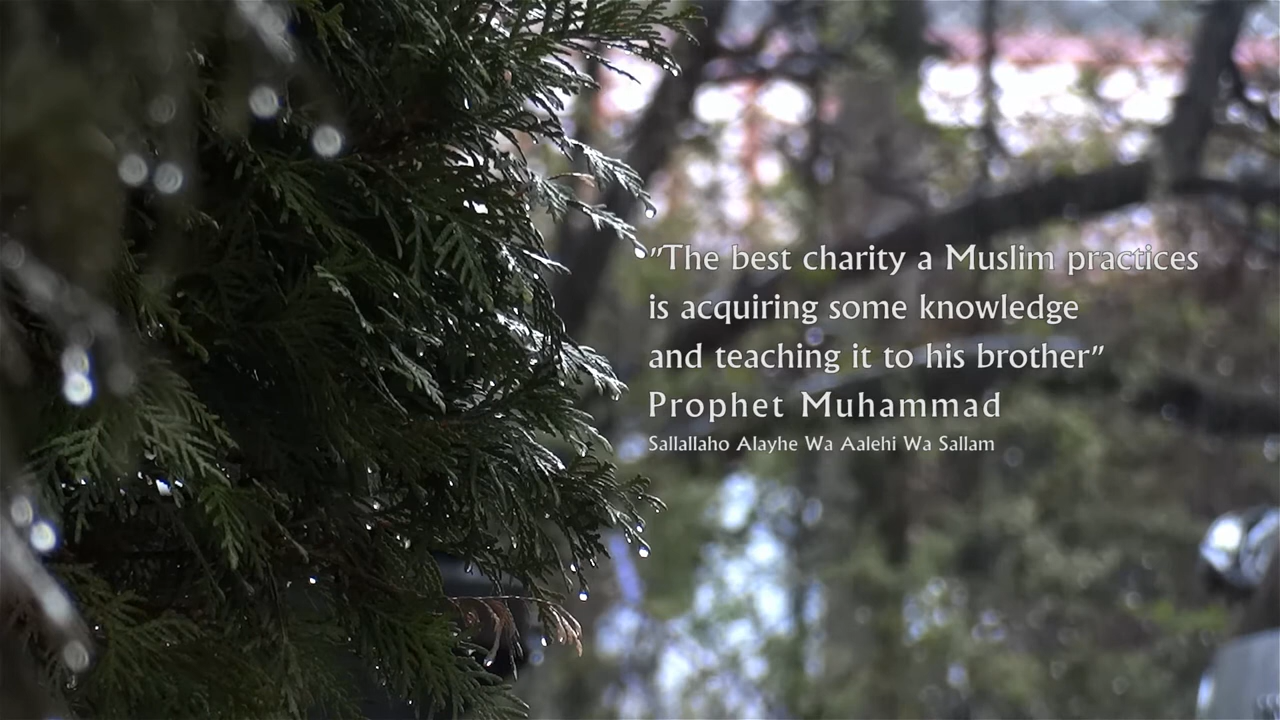 "The best charity a Muslim practices
is acquiring some knowledge
and teaching it to his brother"
Prophet Muhammad
Sallallaho Alayhe Wa Aalehi Wa Sallam